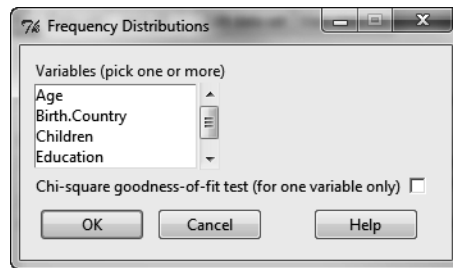 Frequency Distributions
Variables (pick one or more)
Age
Birth.Country
Children
Education
Chi-square goodness-of-fit test (for one variable only)
OK Cancel Help